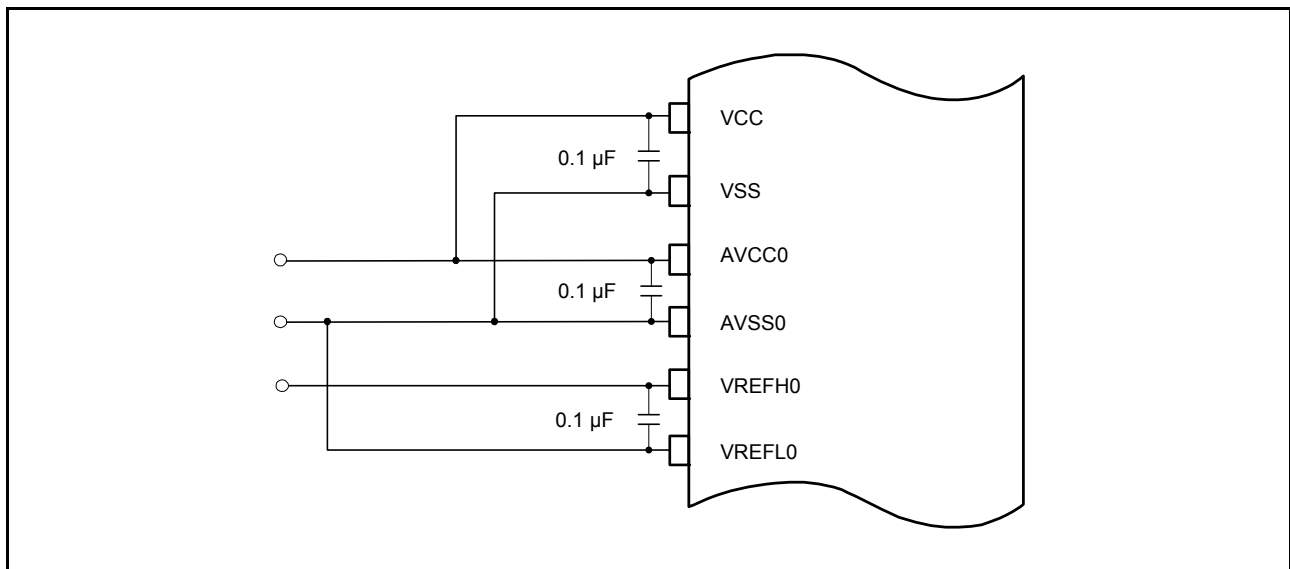 VCC
0.1 µF
VSS
AVCC0
0.1 µF
AVSS0
VREFH0
0.1 µF
VREFL0